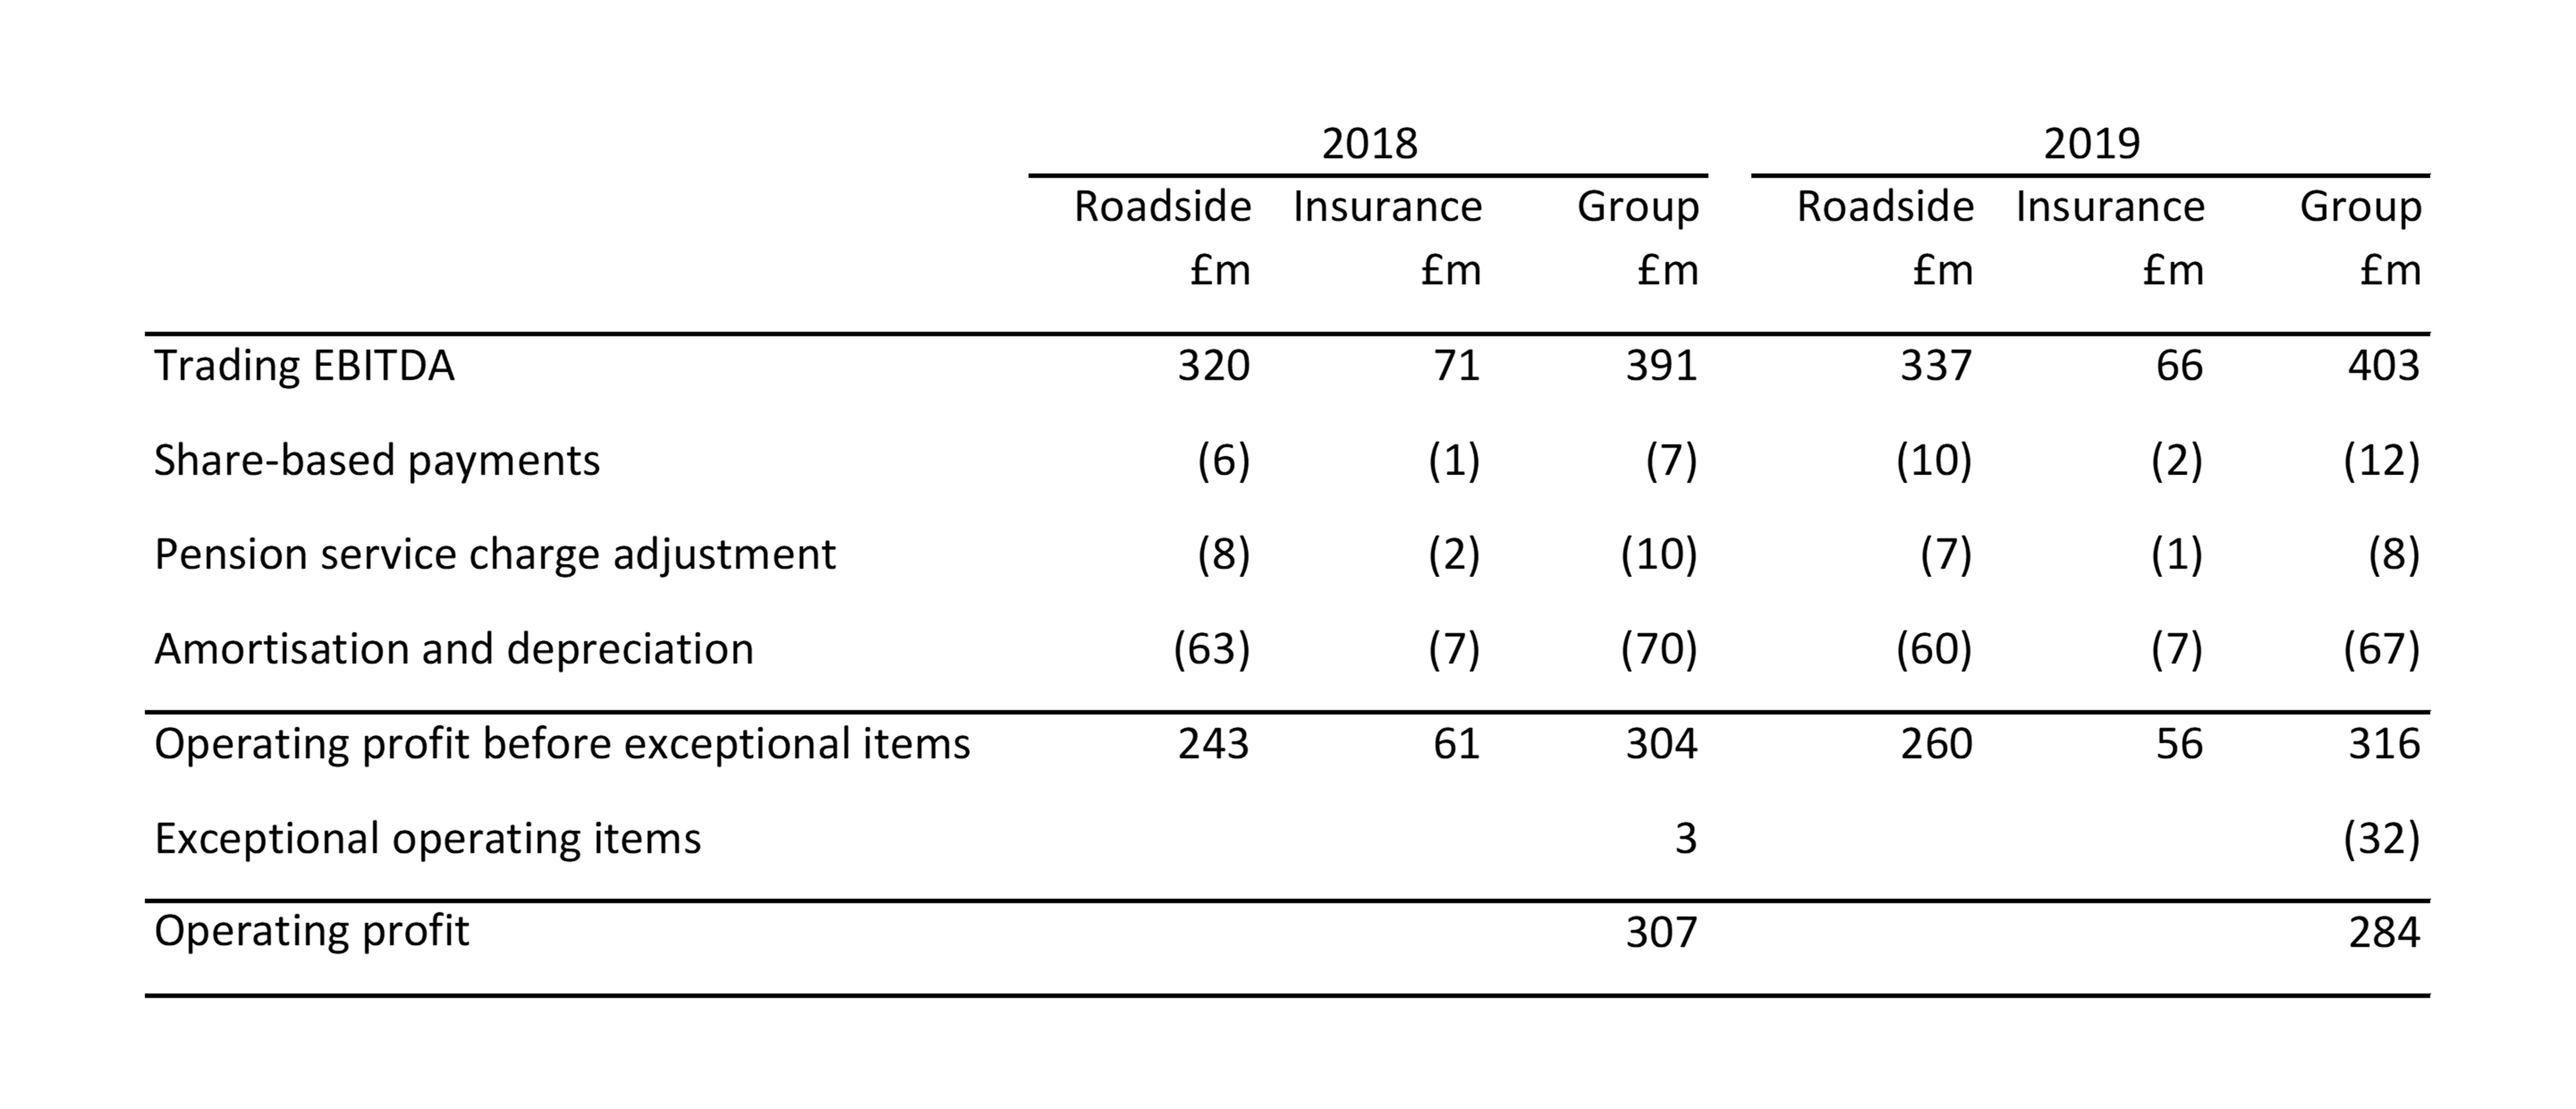 2018 2019
Roadside Insurance Group Roadside Insurance Group
£m £m £m £m £m £m
Trading EBITDA 320 71 391 337 66 403
Share-based payments (6) (1) (7) (10) (2) (12)
Pension service charge adjustment (8) (2) (10) (7) (1) (8)
Amortisation and depreciation (63) (7) (70) (60) (7) (67)
Operating profit before exceptional items 243 61 304 260 56 316
Exceptional operating items 3 (32)
Operating profit 307 284